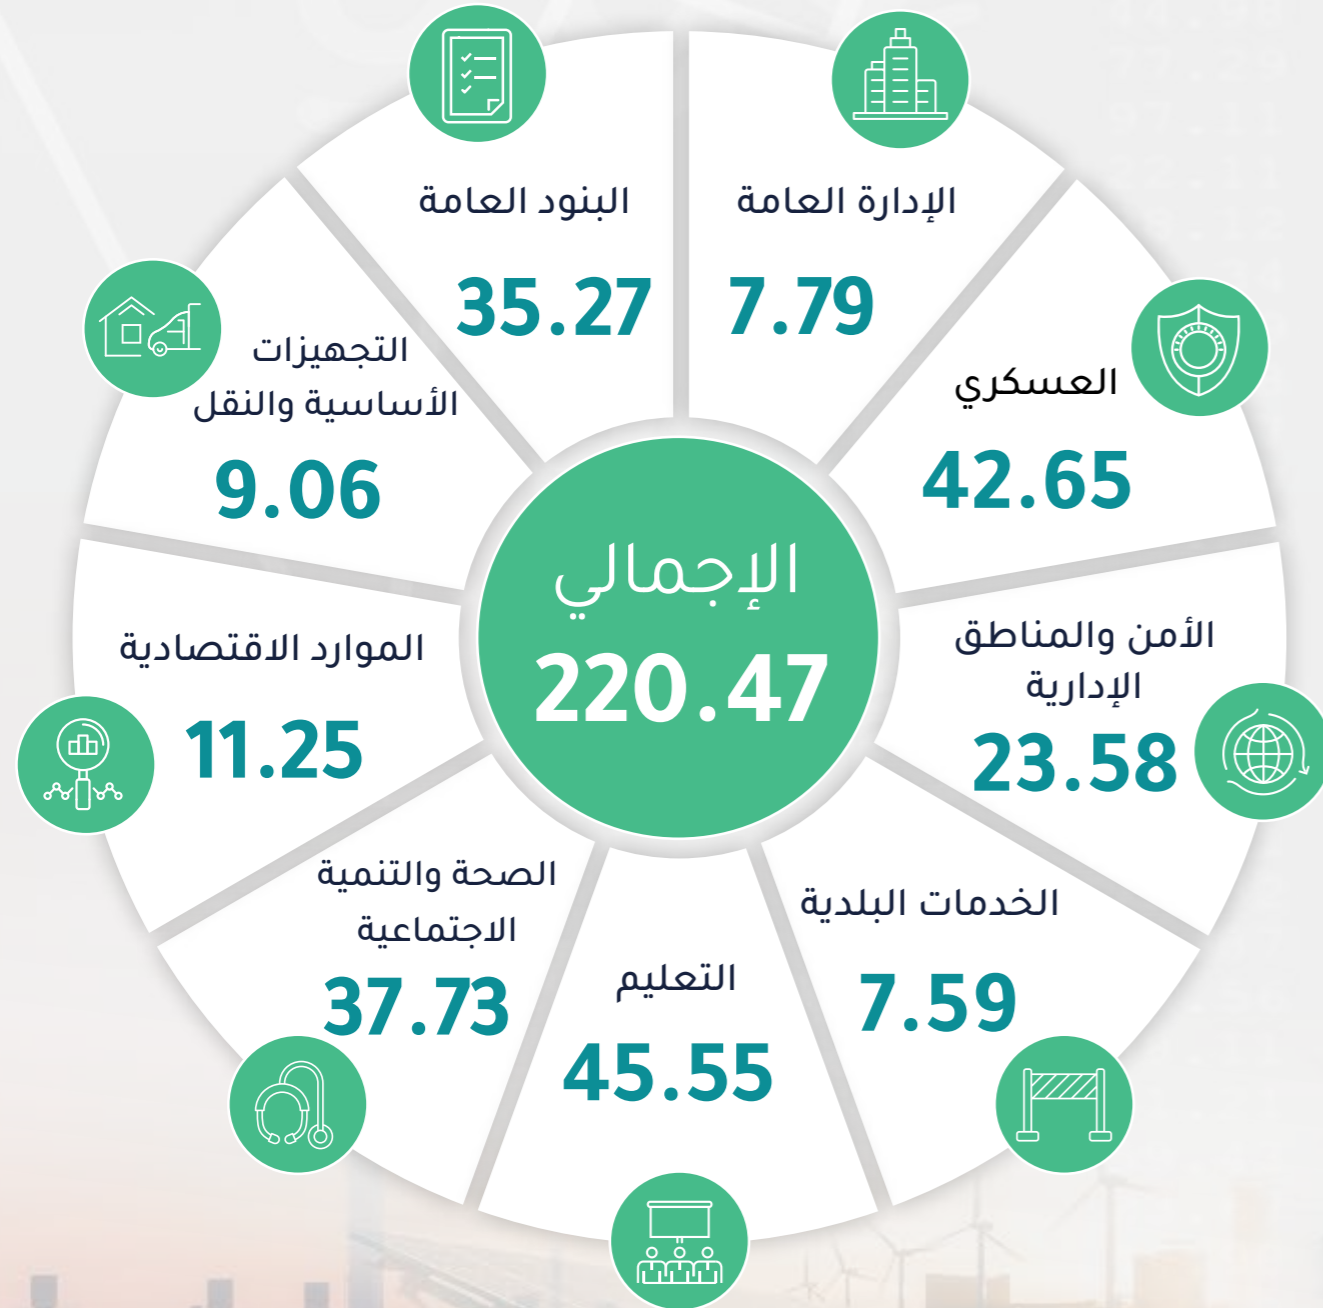 الإدارة العامة
7.79
العسكري
42.65
الأمن والمناطق
الإدارية
23.58
الخدمات البلدية
7.59
التعليم
45.55
الصحة والتنمية
الاجتماعية
37.73
الموارد الاقتصادية
11.25
التجهيزات
الأساسية والنقل
9.06
البنود العامة
35.27
الإجمالي
220.47